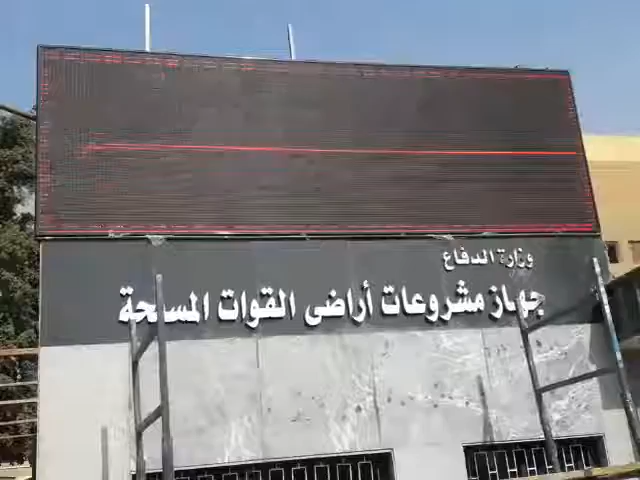 وزارة الدفاع
جهاز مشروعات أراضى القوات المسلحة